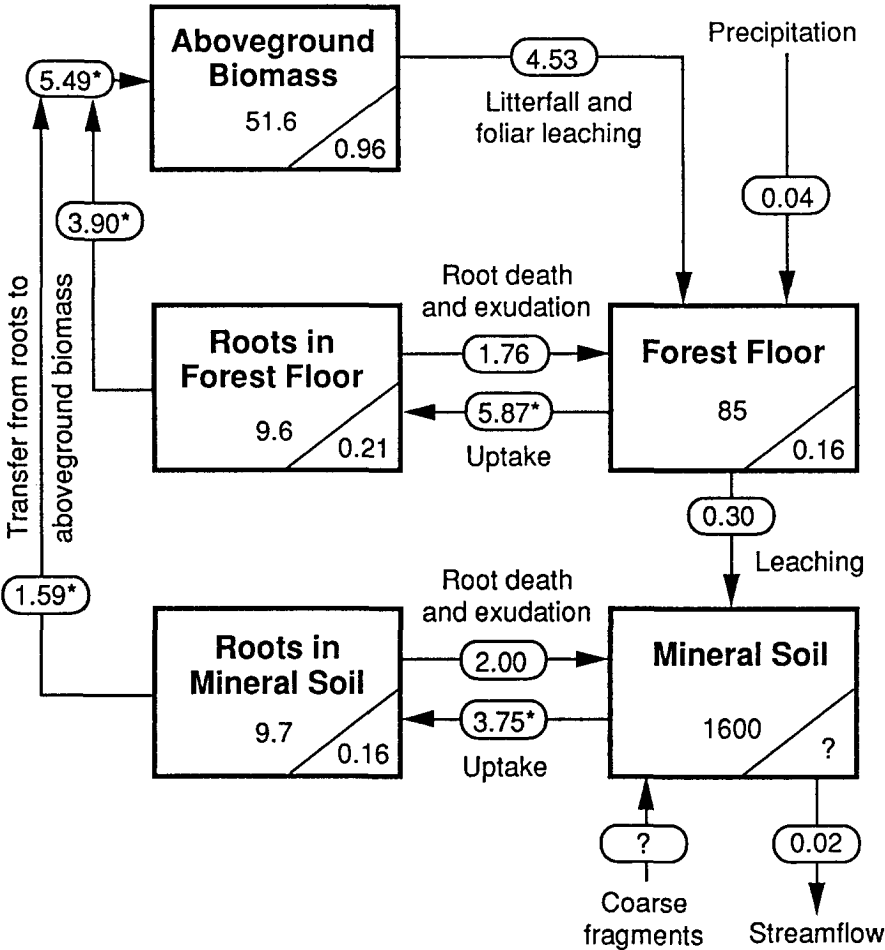 Aboveground
Biomass
51.6
0.96
5.49*
4.53
Litterfall and
foliar leaching
Precipitation
0.04
3.90*
Transfer from roots to
aboveground biomass
1.59*
Roots in
Forest Floor
9.6
0.21
Root death
and exudation
1.76
5.87*
Uptake
Forest Floor
85
0.16
0.30
Leaching
Roots in
Mineral Soil
9.7
0.16
Root death
and exudation
2.00
3.75*
Uptake
Mineral Soil
1600
?
?
Coarse
fragments
0.02
Streamflow